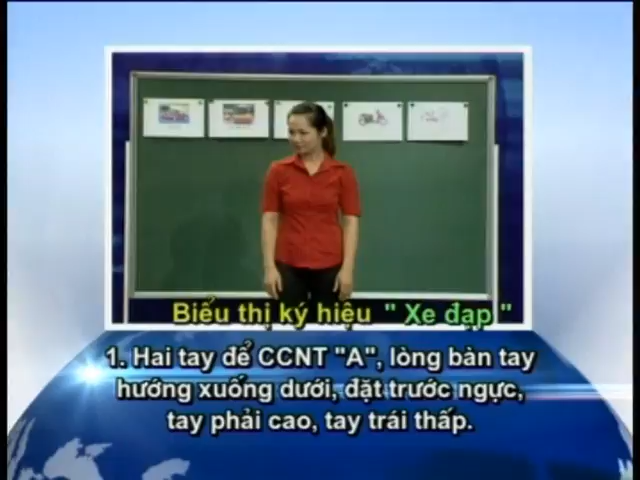 Biểu thị ký hiệu " Xe đạp "
1. Hai tay để CCNT "A", lòng bàn tay
hướng xuống dưới, đặt trước ngực,
tay phải cao, tay trái thấp.